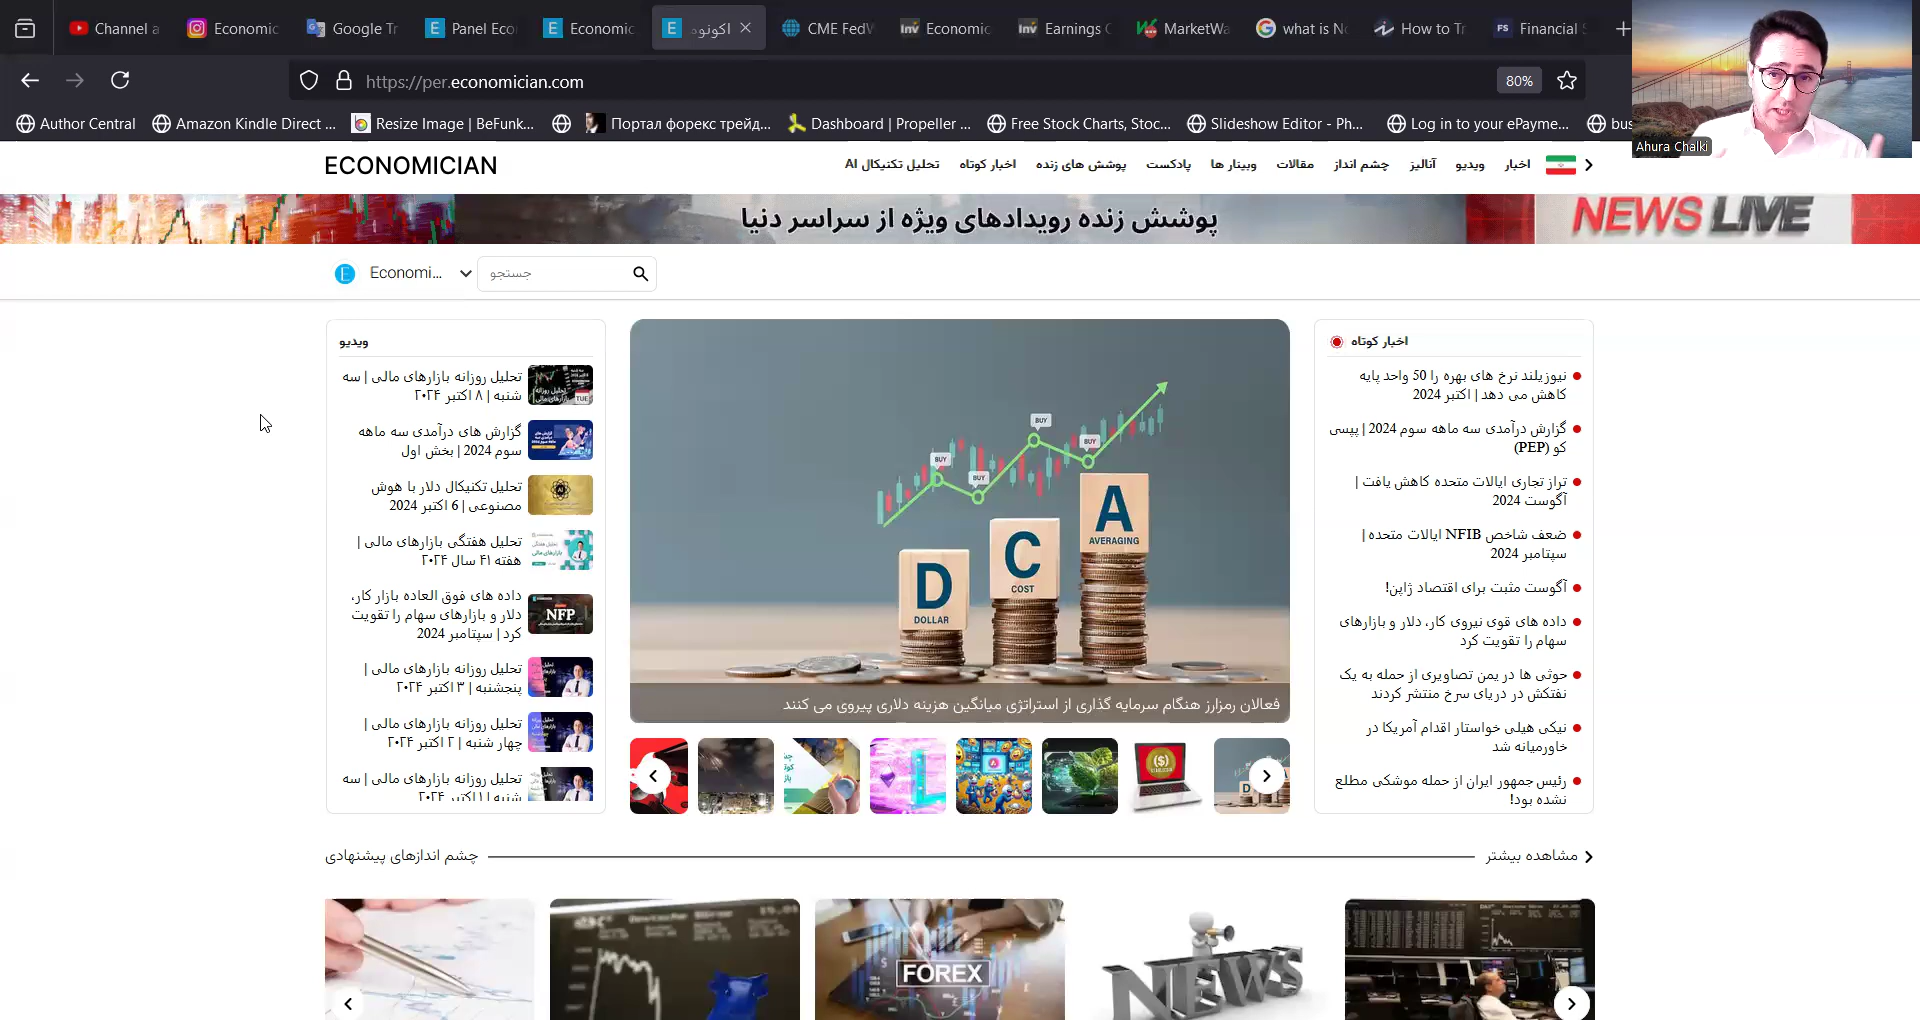 Channel a
Economic
Google Tr
Panel Eco
Economic
اکونوه
CME FedW
Economic
Earnings C
MarketWa
what is No
How to Tr
Financial S
https://per.economician.com
80%
Ahura Chalki
Author Central
Amazon Kindle Direct ...
Resize Image | BeFunk...
Портал форекс трейд...
Dashboard | Propeller ...
Free Stock Charts, Stoc...
Slideshow Editor - Ph...
Log in to your ePayme...
bus
ECONOMICIAN
اخبار
ویدیو
آنالیز
چشم انداز
مقالات
وبینار ها
پادکست
پوشش های زنده
اخبار کوتاه
تحلیل تکنیکال AI
پوشش زنده رویدادهای ویژه از سراسر دنیا
NEWS LIVE
Economi...
جستجو
اخبار کوتاه
نیوزیلند نرخ های بهره را 50 واحد پایه
کاهش می دهد | اکتبر 2024
گزارش درآمدی سه ماهه سوم 2024 | پپسی
کو (PEP)
تراز تجاری ایالات متحده کاهش یافت |
آگوست 2024
ضعف شاخص NFIB ایالات متحده |
سپتامبر 2024
آگوست مثبت برای اقتصاد ژاپن!
داده های قوی نیروی کار، دلار و بازارهای
سهام را تقویت کرد
حوثی ها در یمن تصاویری از حمله به یک
نفتکش در دریای سرخ منتشر کردند
نیکی هیلی خواستار اقدام آمریکا در
خاورمیانه شد
رئیس جمهور ایران از حمله موشکی مطلع
نشده بود!
BUY
BUY
BUY
BUY
D
DOLLAR
C
COST
A
AVERAGING
فعالان رمزارز هنگام سرمایه گذاری از استراتژی میانگین هزینه دلاری پیروی می کنند
ویدیو
تحلیل روزانه بازارهای مالی | سه
شنبه | ۸ اکتبر ۲۰۲۴
گزارش های درآمدی سه ماهه
سوم 2024 | بخش اول
تحلیل تکنیکال دلار با هوش
مصنوعی | 6 اکتبر 2024
تحلیل هفتگی بازارهای مالی |
هفته ۴۱ سال ۲۰۲۴
داده های فوق العاده بازار کار،
دلار و بازارهای سهام را تقویت
کرد | سپتامبر 2024
NFP
تحلیل روزانه بازارهای مالی |
پنجشنبه | ۳ اکتبر ۲۰۲۴
تحلیل روزانه بازارهای مالی |
چهار شنبه | ۲ اکتبر ۲۰۲۴
تحلیل روزانه بازارهای مالی | سه
شنبه | ۱ اکتبر ۲۰۲۴
مشاهده بیشتر
چشم اندازهای پیشنهادی
FOREX
NEWS